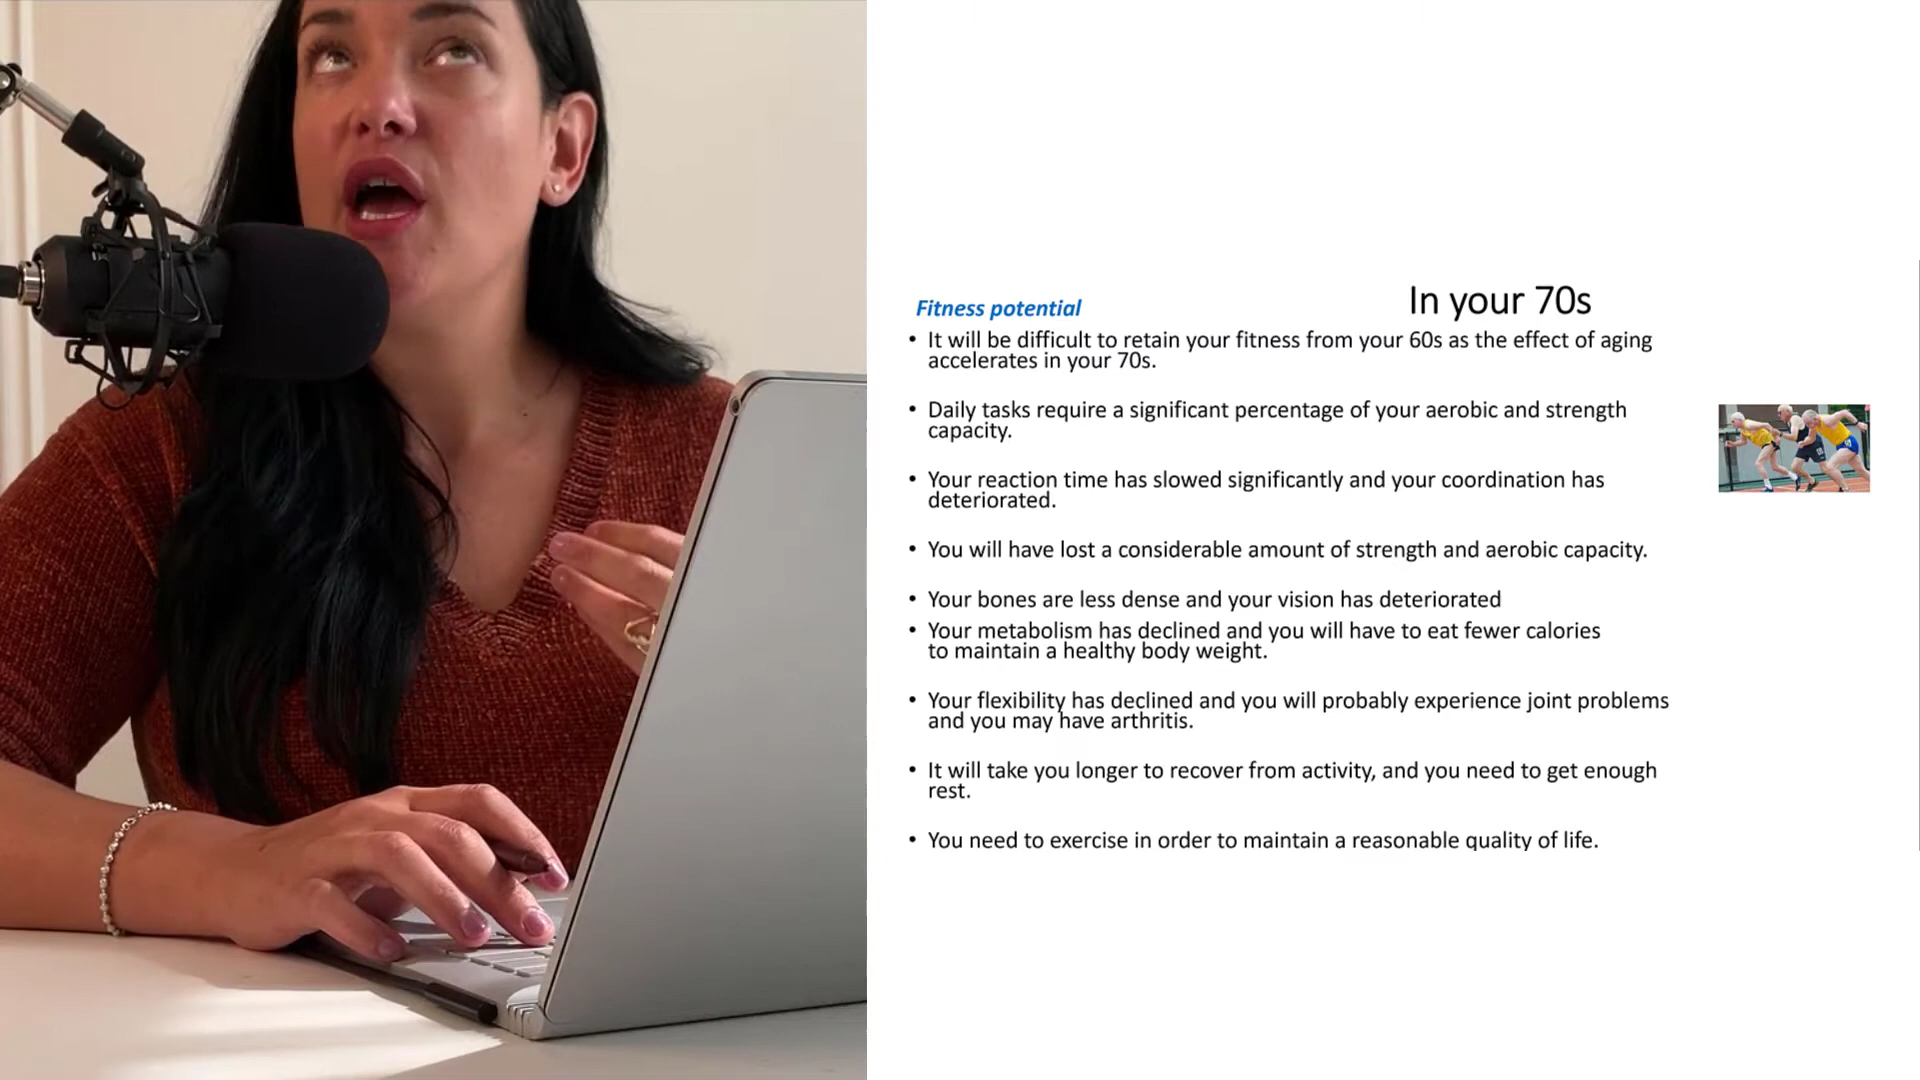 Fitness potential
In your 70s
• It will be difficult to retain your fitness from your 60s as the effect of aging
accelerates in your 70s.
• Daily tasks require a significant percentage of your aerobic and strength
capacity.
• Your reaction time has slowed significantly and your coordination has
deteriorated.
• You will have lost a considerable amount of strength and aerobic capacity.
• Your bones are less dense and your vision has deteriorated
• Your metabolism has declined and you will have to eat fewer calories
to maintain a healthy body weight.
• Your flexibility has declined and you will probably experience joint problems
and you may have arthritis.
• It will take you longer to recover from activity, and you need to get enough
rest.
• You need to exercise in order to maintain a reasonable quality of life.